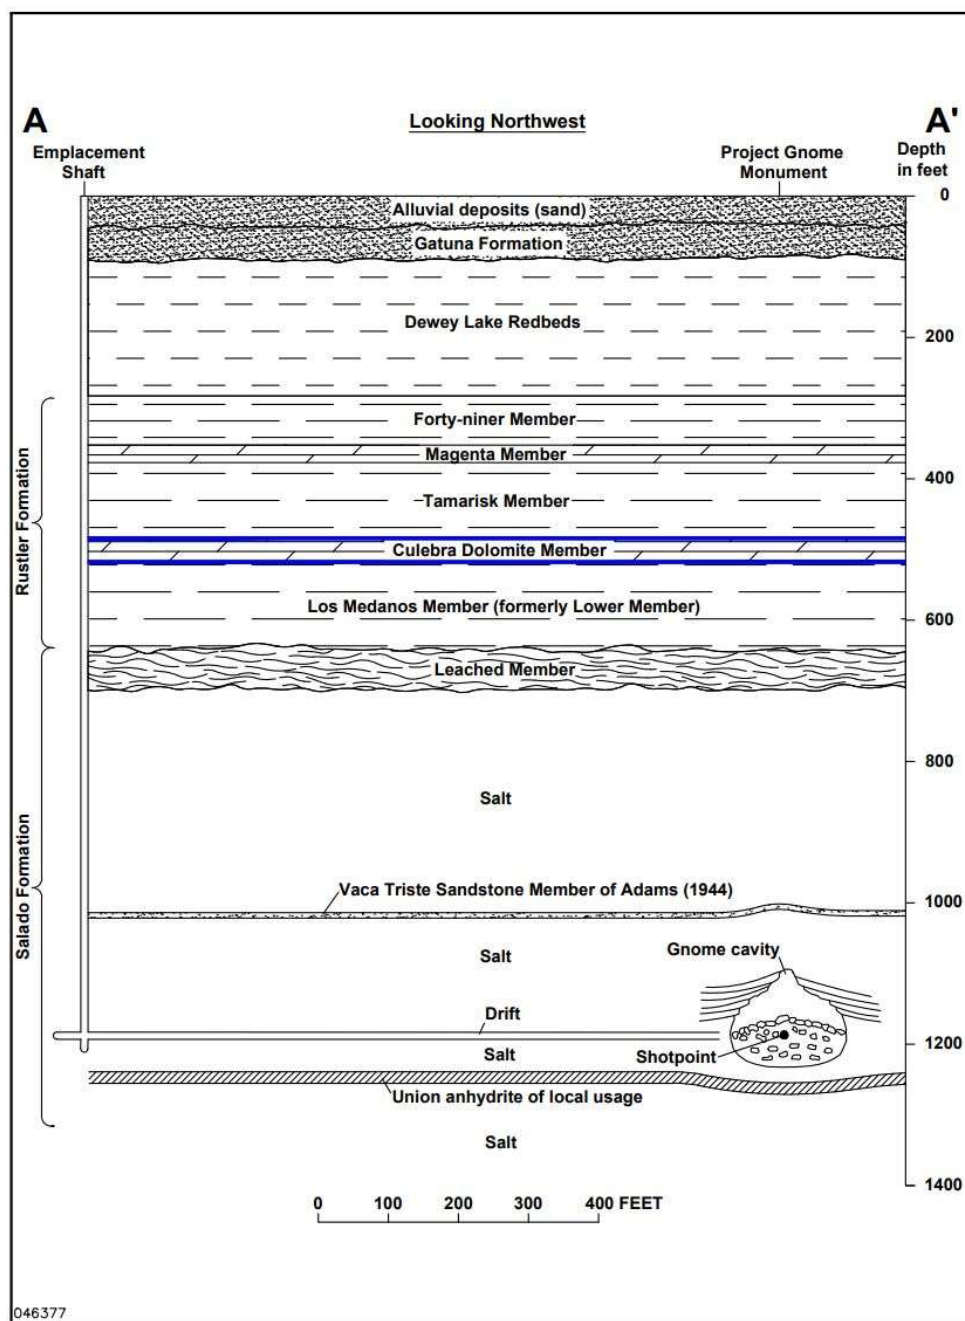 Looking Northwest
A
A'
Emplacement
Shaft
Project Gnome
Monument
Depth
in feet
0
Alluvial deposits (sand)
Gatuna Formation
Dewey Lake Redbeds
200
Rustler Formation
Forty-niner Member
Magenta Member
400
Tamarisk Member
Culebra Dolomite Member
Los Medanos Member (formerly Lower Member)
600
Leached Member
Salado Formation
800
Salt
Vaca Triste Sandstone Member of Adams (1944)
1000
Salt
Gnome cavity
Drift
1200
Salt
Shotpoint
Union anhydrite of local usage
Salt
1400
0 100 200 300 400 FEET
046377